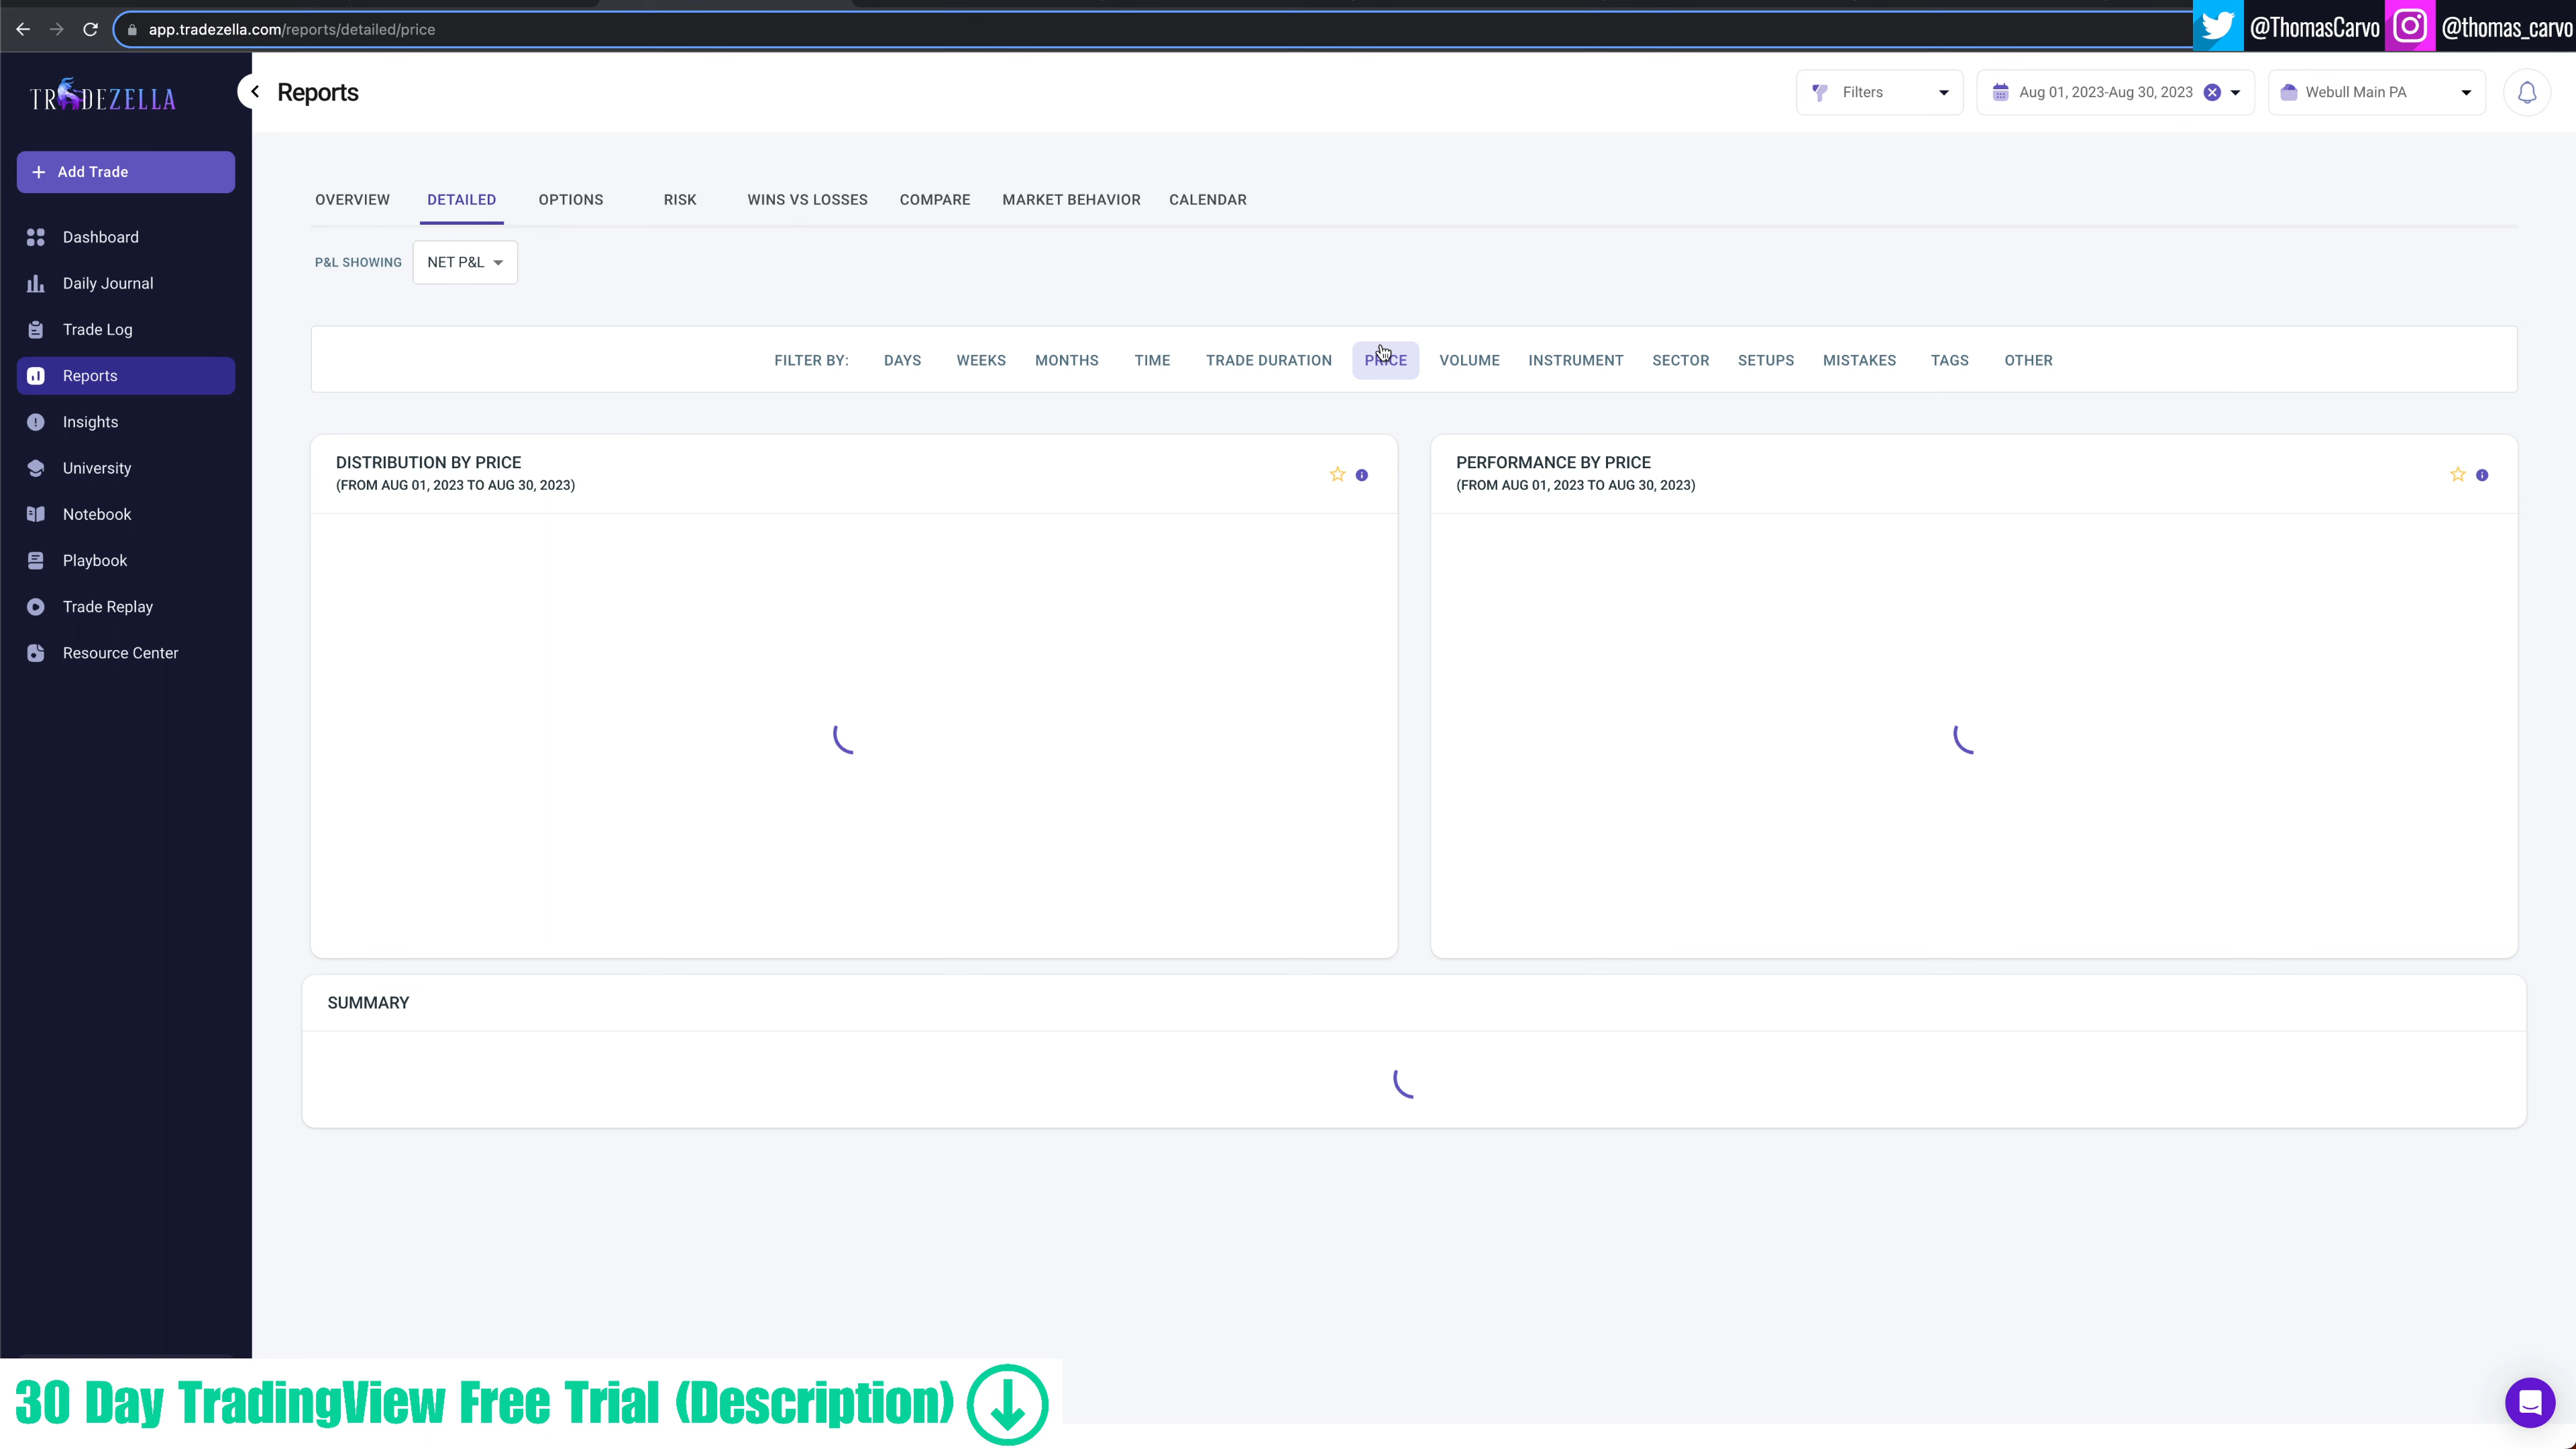 app.tradezella.com/reports/detailed/price
@ThomasCarvo
@thomas_carvo
TRADEZELLA
Reports
Filters
Aug 01, 2023-Aug 30, 2023
Webull Main PA
+ Add Trade
Dashboard
Daily Journal
Trade Log
Reports
Insights
University
Notebook
Playbook
Trade Replay
Resource Center
OVERVIEW DETAILED OPTIONS RISK WINS VS LOSSES COMPARE MARKET BEHAVIOR CALENDAR
P&L SHOWING NET P&L
FILTER BY: DAYS WEEKS MONTHS TIME TRADE DURATION PRICE VOLUME INSTRUMENT SECTOR SETUPS MISTAKES TAGS OTHER
DISTRIBUTION BY PRICE
(FROM AUG 01, 2023 TO AUG 30, 2023)
PERFORMANCE BY PRICE
(FROM AUG 01, 2023 TO AUG 30, 2023)
SUMMARY
30 Day TradingView Free Trial (Description)